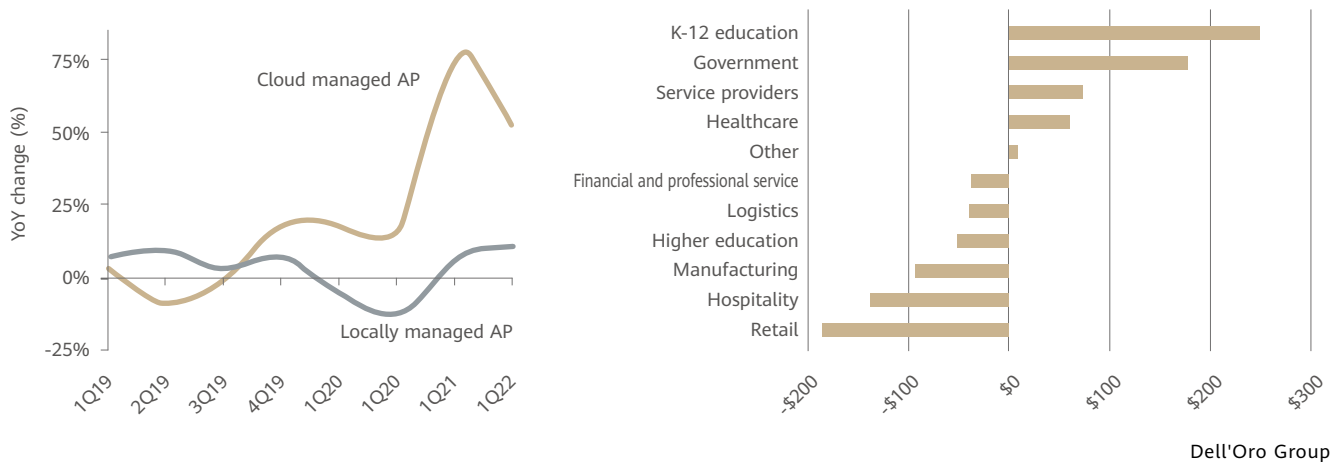 YoY change (%)
75%
50%
25%
0%
-25%
Cloud managed AP
Locally managed AP
1Q19
2Q19
3Q19
4Q19
1Q20
1Q20
1Q21
1Q22
K-12 education
Government
Service providers
Healthcare
Other
Financial and professional service
Logistics
Higher education
Manufacturing
Hospitality
Retail
-$200
-$100
$0
$100
$200
$300
Dell'Oro Group